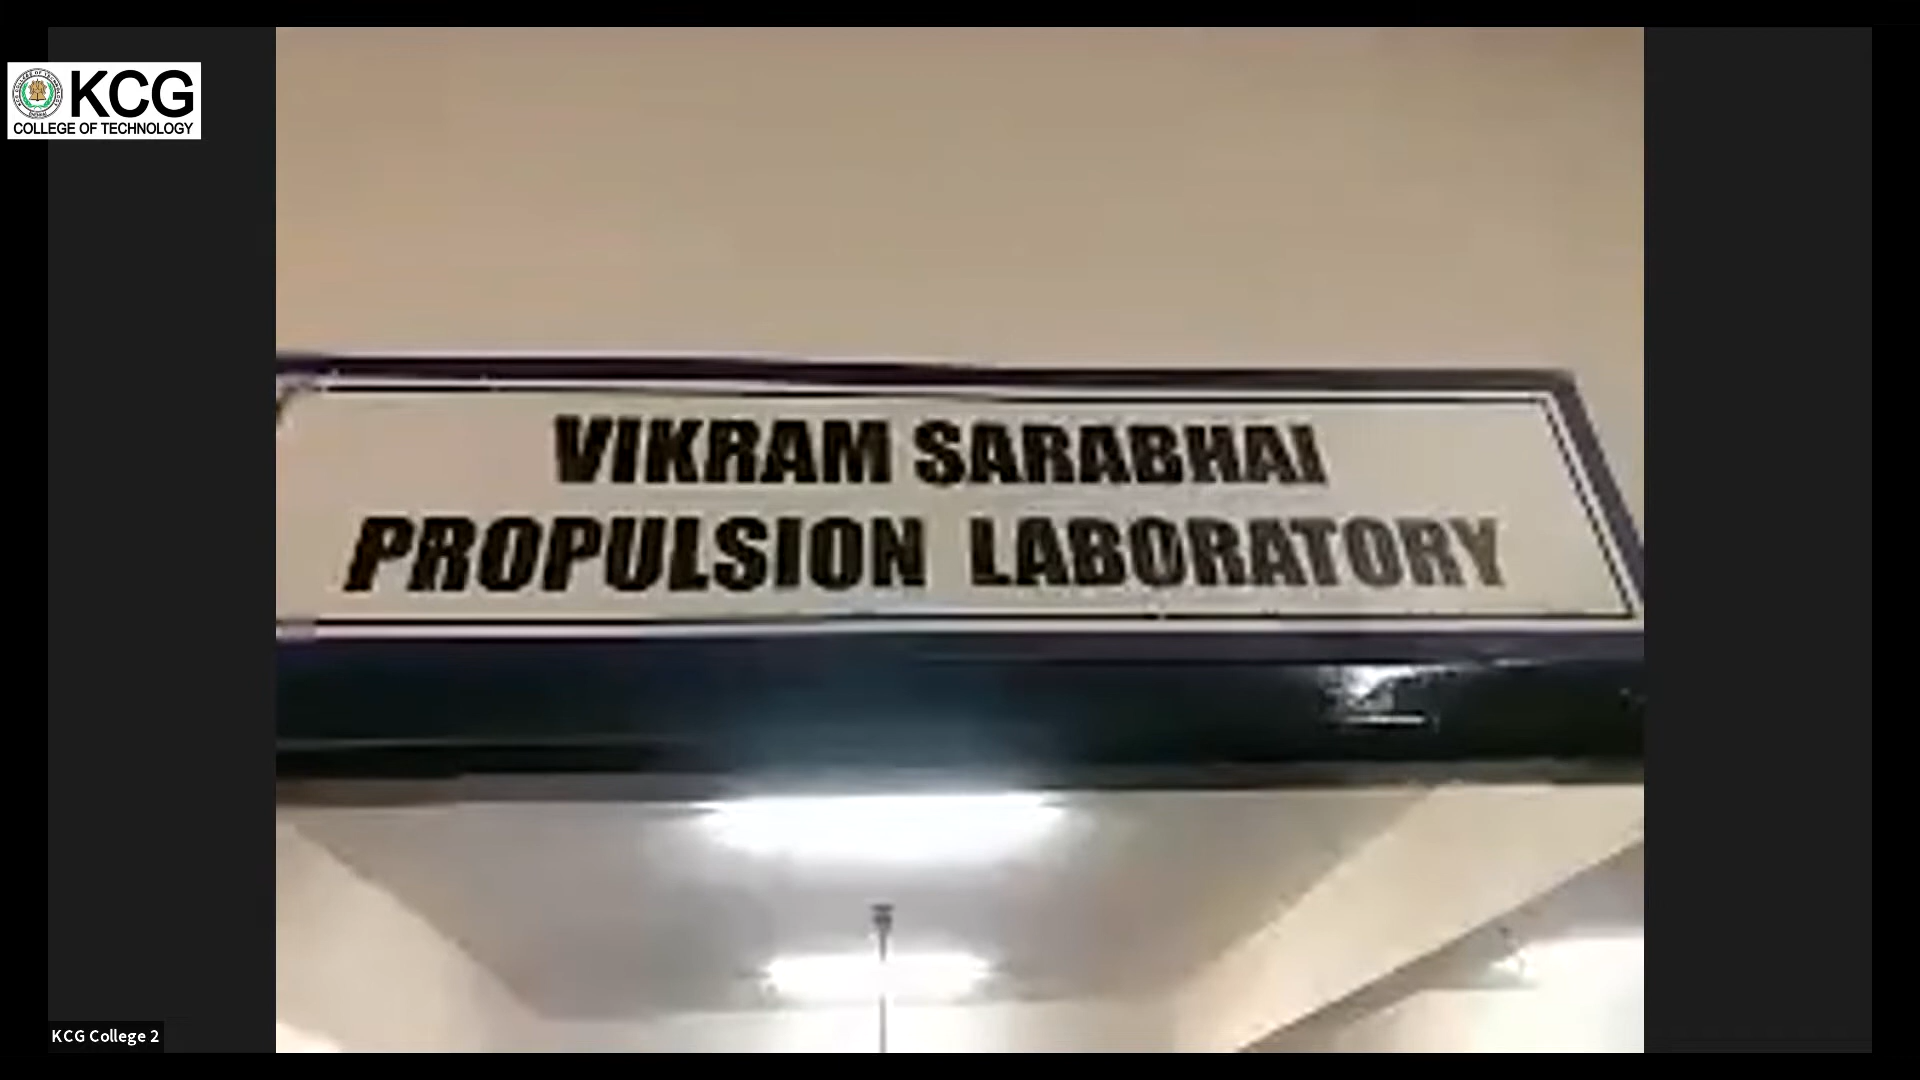 KCG
COLLEGE OF TECHNOLOGY
VIKRAM SARABHAI
PROPULSION LABORATORY
KCG College 2